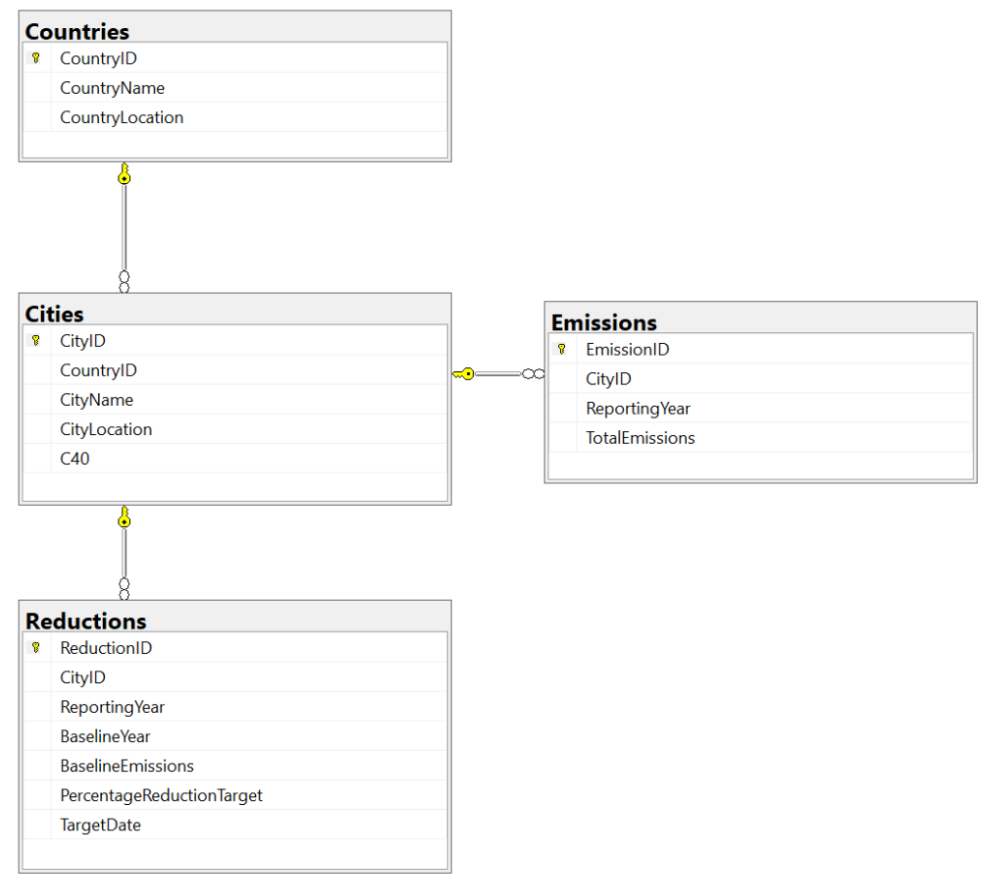 Countries
CountryID
CountryName
CountryLocation
Cities
CityID
CountryID
CityName
CityLocation
C40
Emissions
EmissionID
CityID
ReportingYear
TotalEmissions
Reductions
ReductionID
CityID
ReportingYear
BaselineYear
BaselineEmissions
PercentageReductionTarget
TargetDate